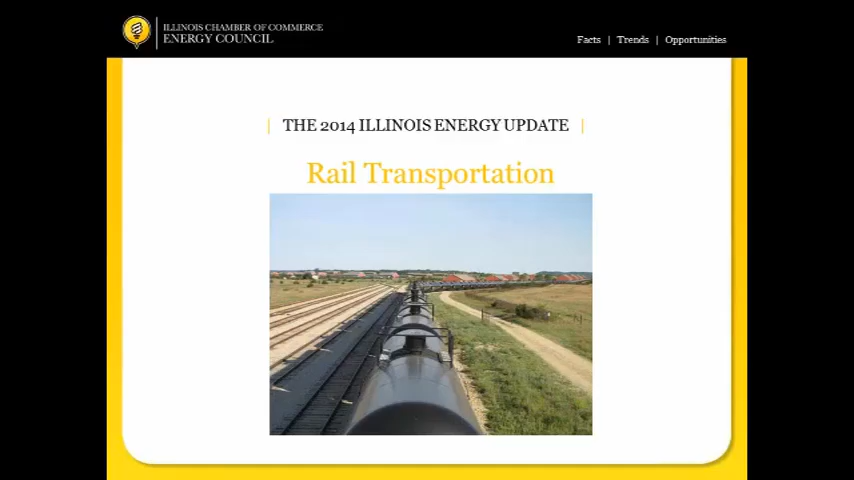 ILLINOIS CHAMBER OF COMMERCE
ENERGY COUNCIL
Facts | Trends | Opportunities
| THE 2014 ILLINOIS ENERGY UPDATE |
Rail Transportation